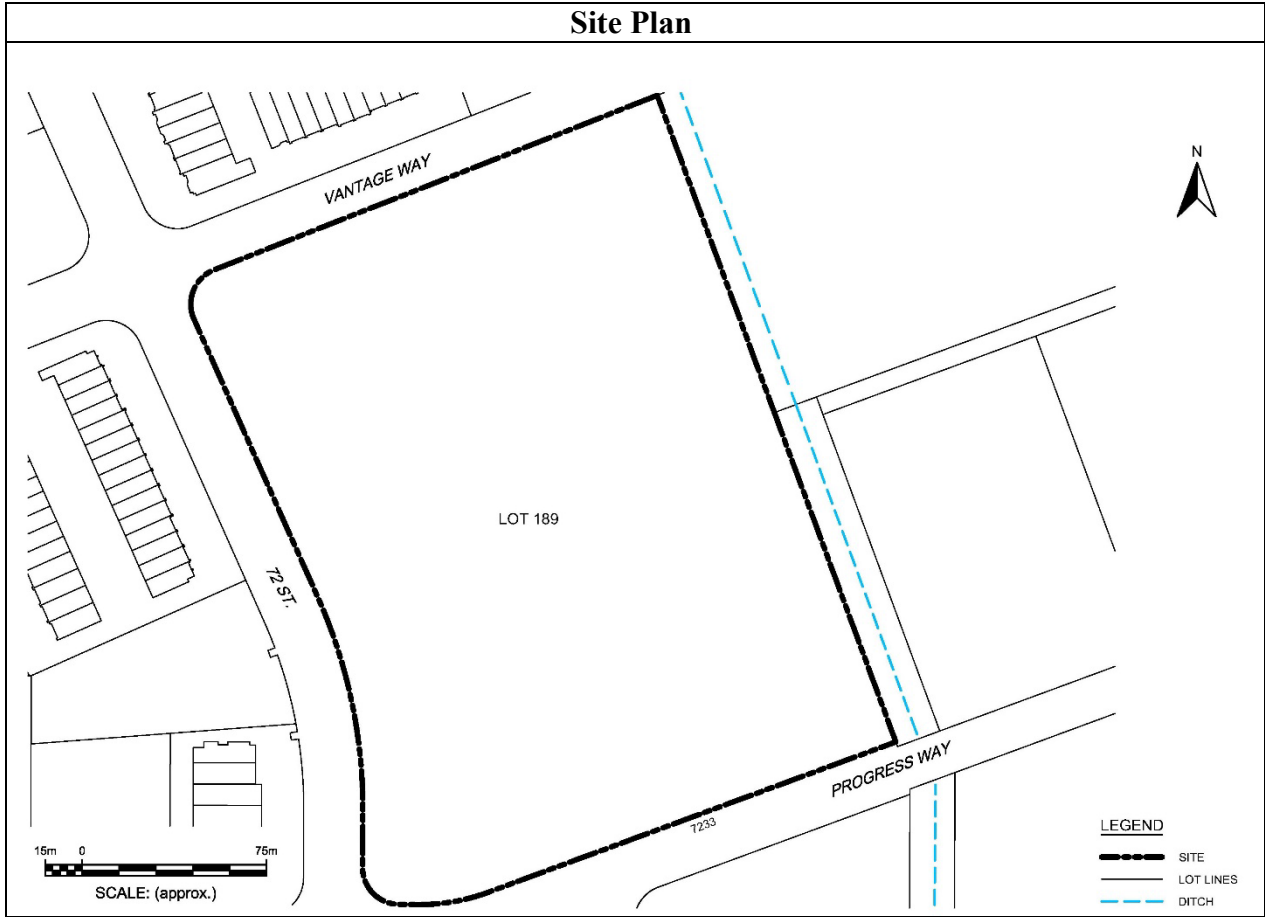 Site Plan
N
VANTAGE WAY
LOT 189
72 ST.
PROGRESS WAY
7233
LEGEND
SITE
LOT LINES
DITCH
15m 0 75m
SCALE: (approx.)